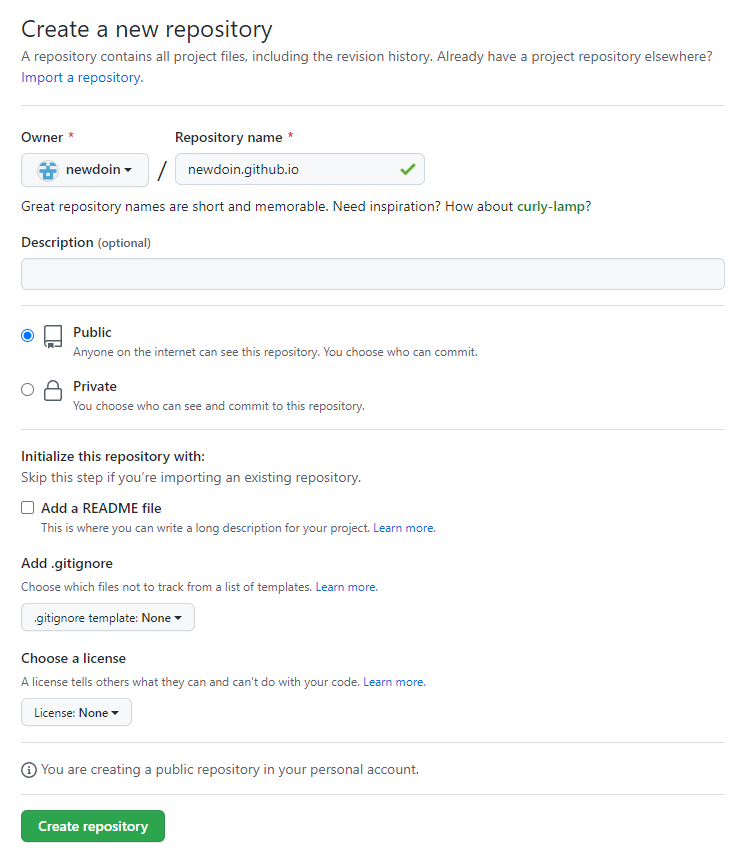 Create a new repository
A repository contains all project files, including the revision history. Already have a project repository elsewhere?
Import a repository.
Owner * Repository name *
newdoin / newdoin.github.io
Great repository names are short and memorable. Need inspiration? How about curly-lamp?
Description (optional)
Public
Anyone on the internet can see this repository. You choose who can commit.
Private
You choose who can see and commit to this repository.
Initialize this repository with:
Skip this step if you’re importing an existing repository.
Add a README file
This is where you can write a long description for your project. Learn more.
Add .gitignore
Choose which files not to track from a list of templates. Learn more.
.gitignore template: None
Choose a license
A license tells others what they can and can't do with your code. Learn more.
License: None
You are creating a public repository in your personal account.
Create repository